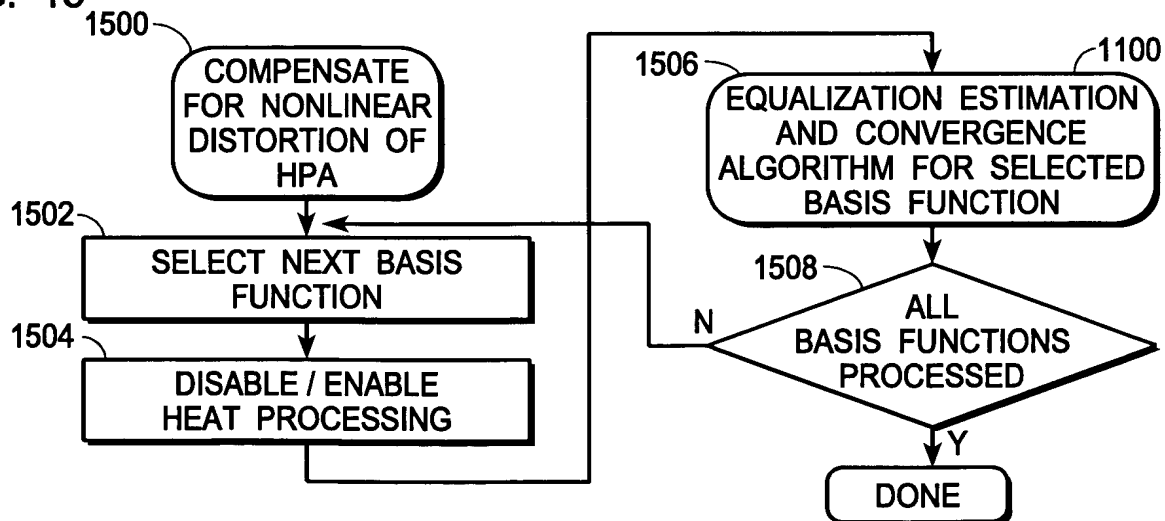 1500
COMPENSATE
FOR NONLINEAR
DISTORTION OF
HPA
1502
SELECT NEXT BASIS
FUNCTION
1504
DISABLE / ENABLE
HEAT PROCESSING
1506
1100
EQUALIZATION ESTIMATION
AND CONVERGENCE
ALGORITHM FOR SELECTED
BASIS FUNCTION
1508
ALL
BASIS FUNCTIONS
PROCESSED
N
Y
DONE